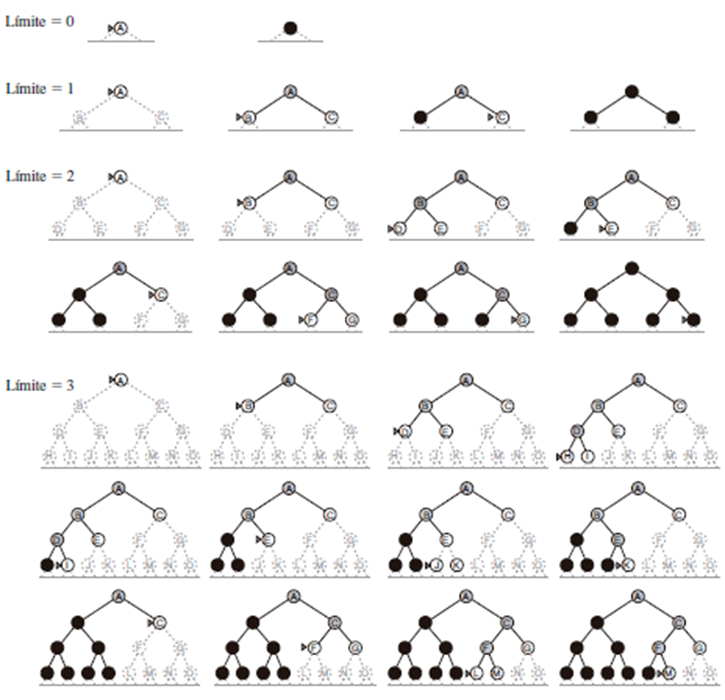 Límite = 0
A
Límite = 1
A
B C
A
B C
A
C
Límite = 2
A
B C
D E F G
A
B C
D E F G
A
B C
D E F G
A
B C
E F G
A
C
F G
A
C
F G
A
C
G
Límite = 3
A
B C
D E F G
H I J K L M N O
A
B C
D E F G
H I J K L M N O
A
B C
D E F G
H I J K L M N O
A
B C
D E F G
H I J K L M N O
A
B C
D E F G
I J K L M N O
A
B C
E F G
J K L M N O
A
B C
E F G
J K L M N O
A
B C
E F G
K L M N O
A
C
F G
L M N O
A
C
F G
L M N O
A
C
F G
L M N O
A
C
F G
M N O